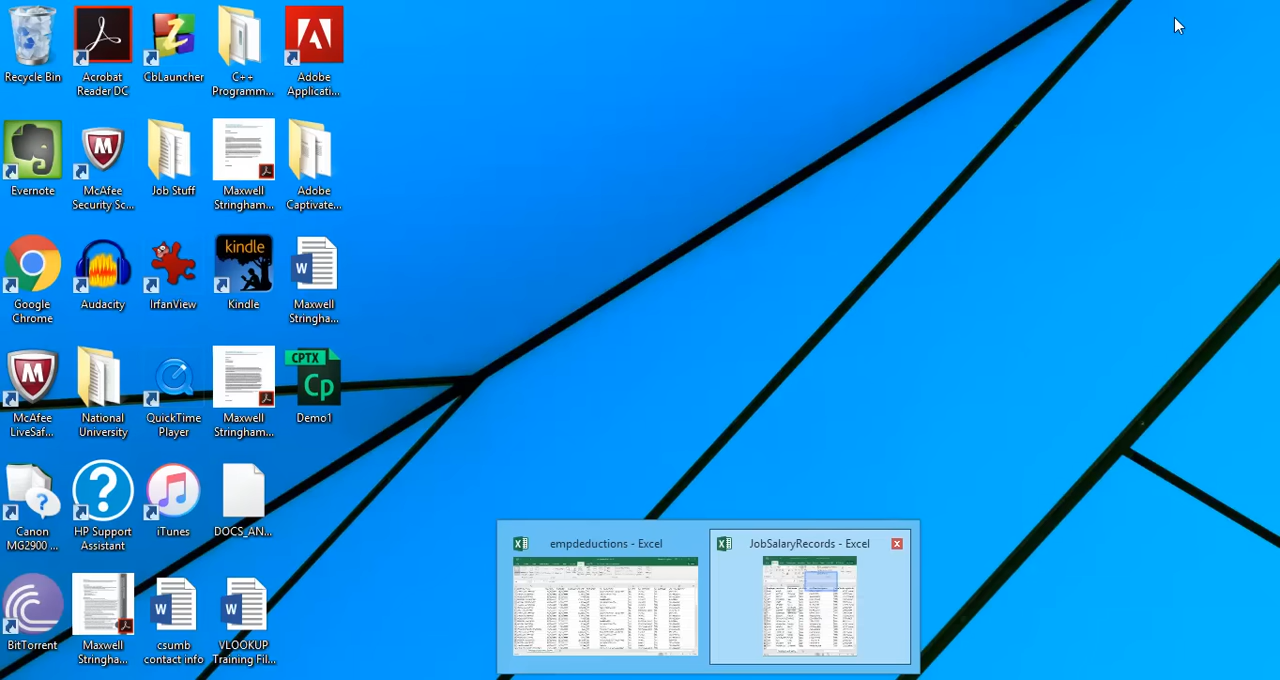 Recycle Bin
Acrobat
Reader DC
CbLauncher
C++
Programm...
Adobe
Applicati...
Evernote
McAfee
Security Sc...
Job Stuff
Maxwell
Stringham...
Adobe
Captivate...
Google
Chrome
Audacity
IrfanView
kindle
Kindle
W
Maxwell
Stringha...
McAfee
LiveSaf...
National
University
QuickTime
Player
Maxwell
Stringham...
CPTX
Cp
Demo1
Canon
MG2900 ...
HP Support
Assistant
iTunes
DOCS_AN...
BitTorrent
Maxwell
Stringha...
W
csumb
contact info
W
VLOOKUP
Training Fil...
empdeductions - Excel
JobSalaryRecords - Excel